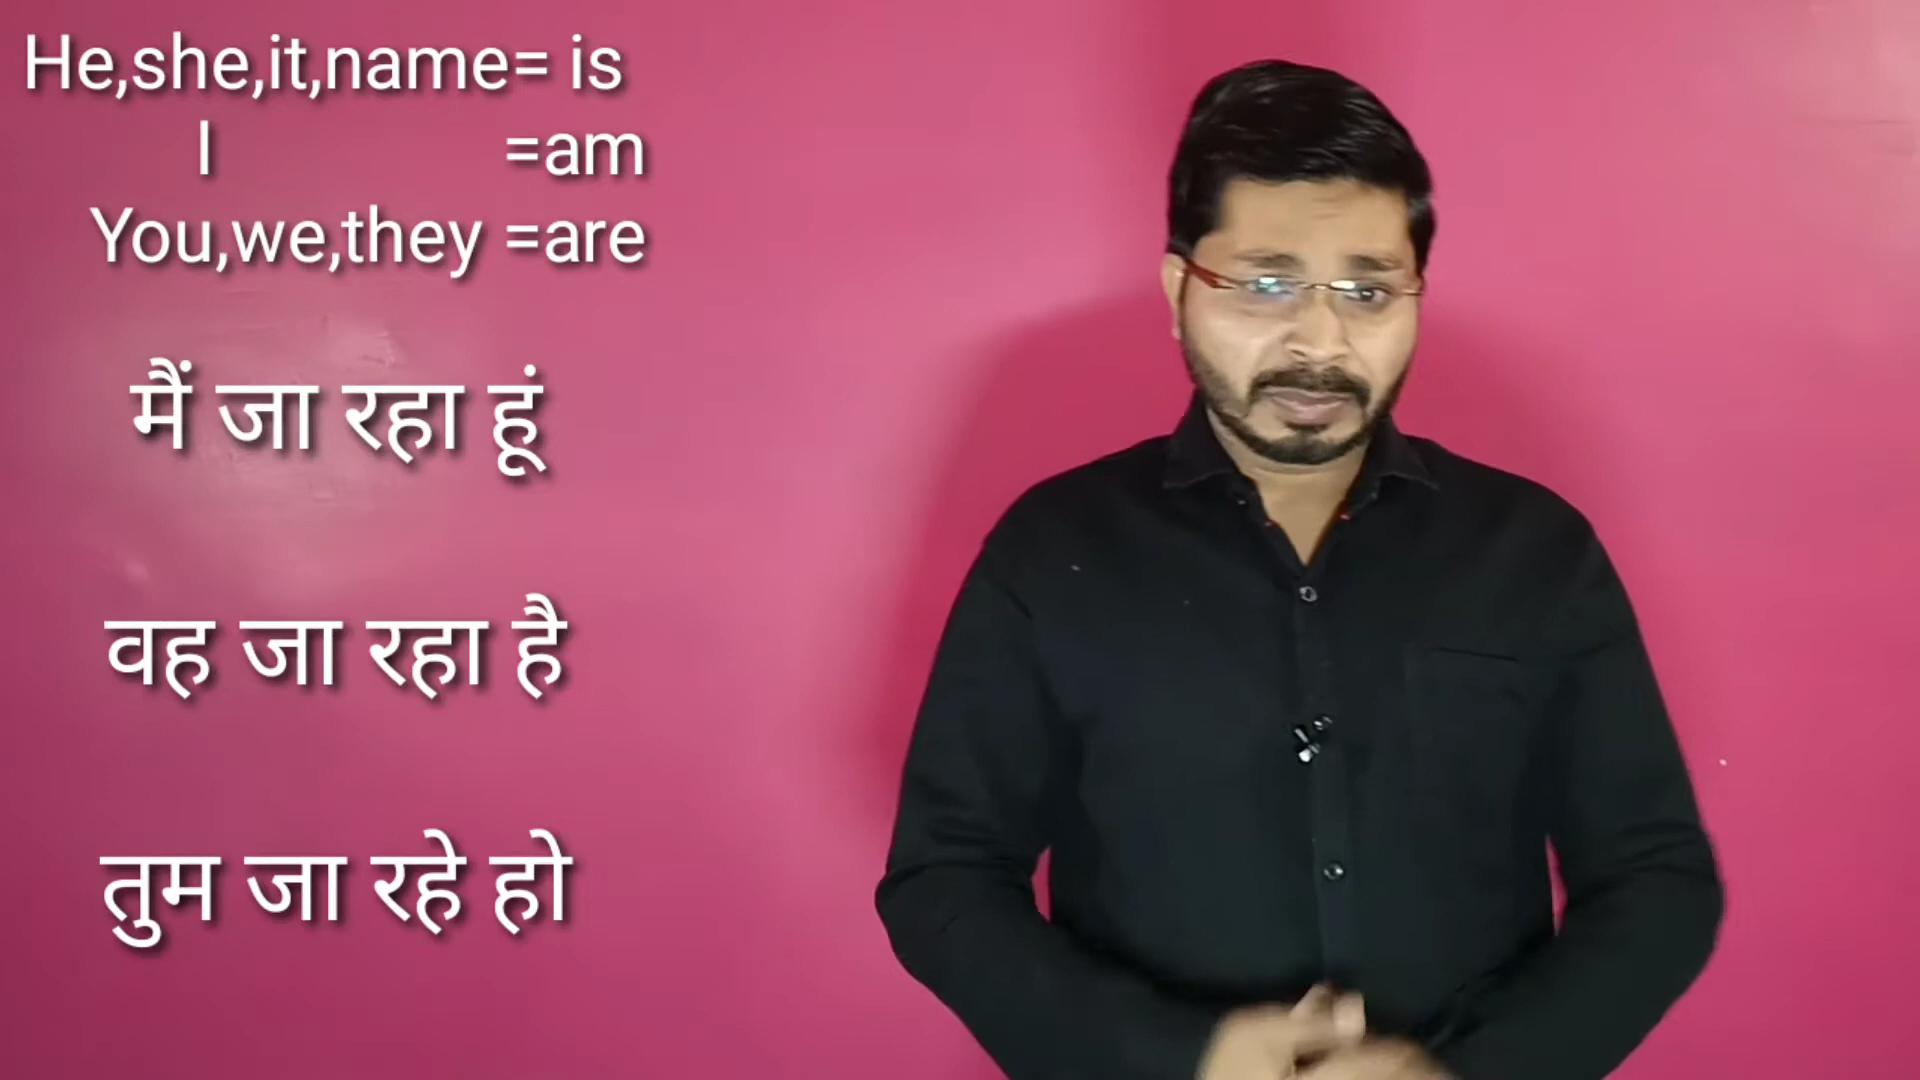 He,she,it,name= is
I =am
You,we,they =are
मैं जा रहा हूं
वह जा रहा है
तुम जा रहे हो